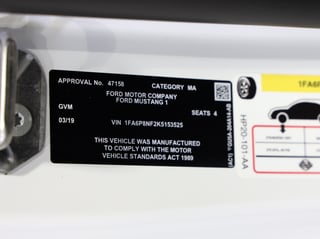 APPROVAL No. 47158
CATEGORY MA
FORD MOTOR COMPANY
FORD MUSTANG 1
GVM
SEATS 4
03/19
VIN 1FA6P8NF2K5153525
THIS VEHICLE WAS MANUFACTURED
TO COMPLY WITH THE MOTOR
VEHICLE STANDARDS ACT 1989
HP20-101-AA
1FA6P